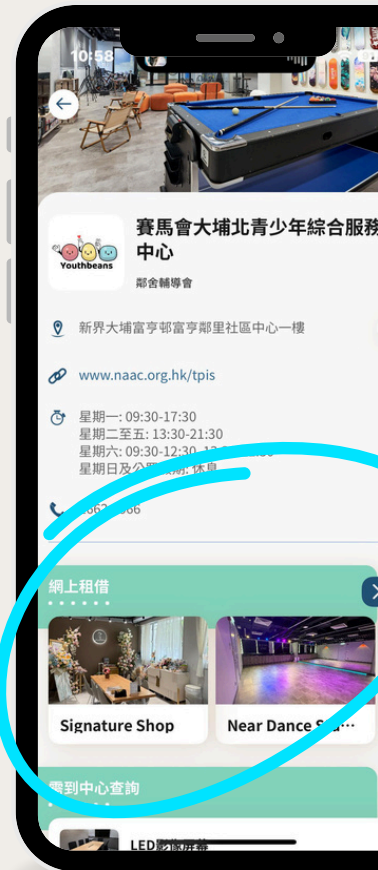 10:58
Youthbeans
賽馬會大埔北青少年綜合服務
中心
鄰舍輔導會
新界大埔富亨邨富亨鄰里社區中心一樓
www.naac.org.hk/tpis
星期一: 09:30-17:30
星期二至五: 13:30-21:30
星期六: 09:30-12:30
星期日及公眾假期: 休息
網上租借
Signature Shop
Near Dance
需到中心查詢
LED影像屏幕